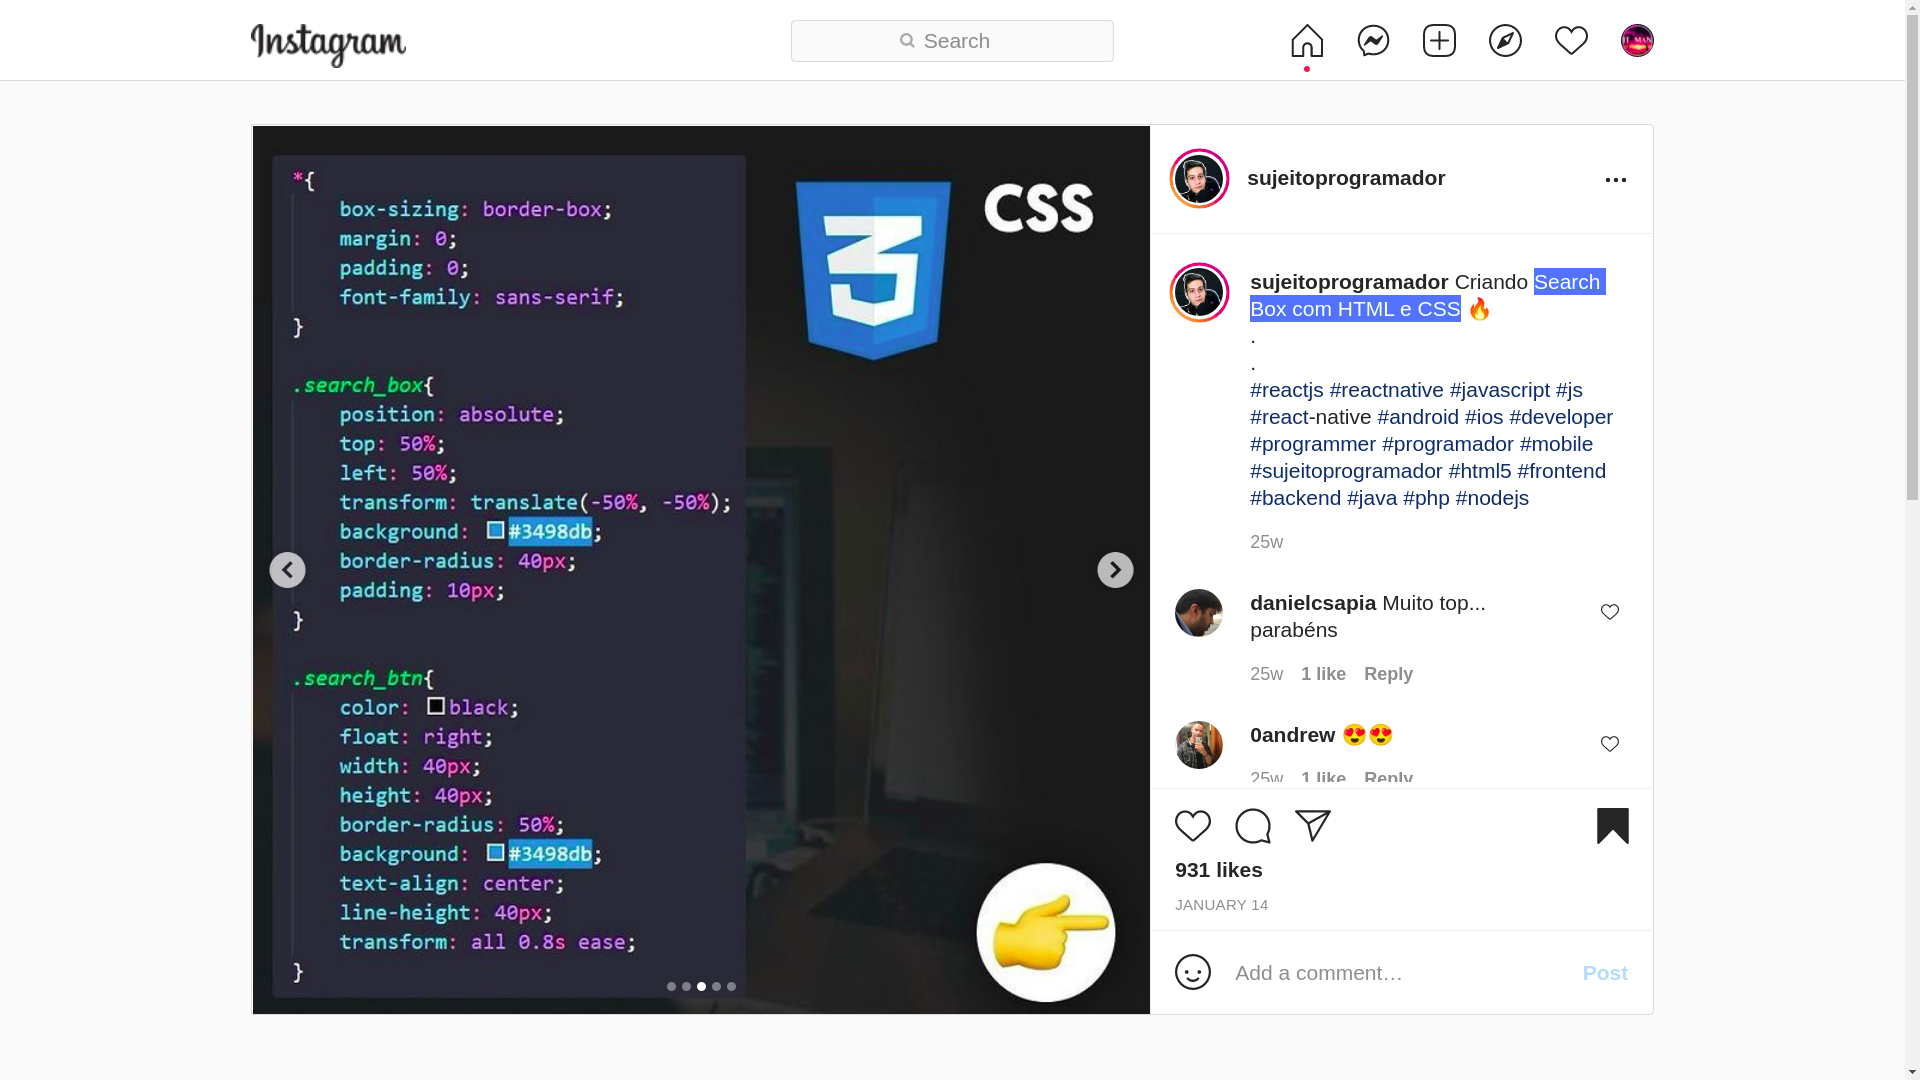 Instagram
Search
*{
box-sizing: border-box;
margin: 0;
padding: 0;
font-family: sans-serif;
}
.search_box{
position: absolute;
top: 50%;
left: 50%;
transform: translate(-50%, -50%);
background: #3498db;
border-radius: 40px;
padding: 10px;
}
.search_btn{
color: black;
float: right;
width: 40px;
height: 40px;
border-radius: 50%;
background: #3498db;
text-align: center;
line-height: 40px;
transform: all 0.8s ease;
}
3
CSS
sujeitoprogramador
sujeitoprogramador Criando Search
Box com HTML e CSS 🔥
.
.
#reactjs #reactnative #javascript #js
#react-native #android #ios #developer
#programmer #programador #mobile
#sujeitoprogramador #html5 #frontend
#backend #java #php #nodejs
25w
danielcsapia Muito top...
parabéns
25w 1 like Reply
0andrew 😍😍
25w 1 like Reply
931 likes
JANUARY 14
Add a comment…
Post